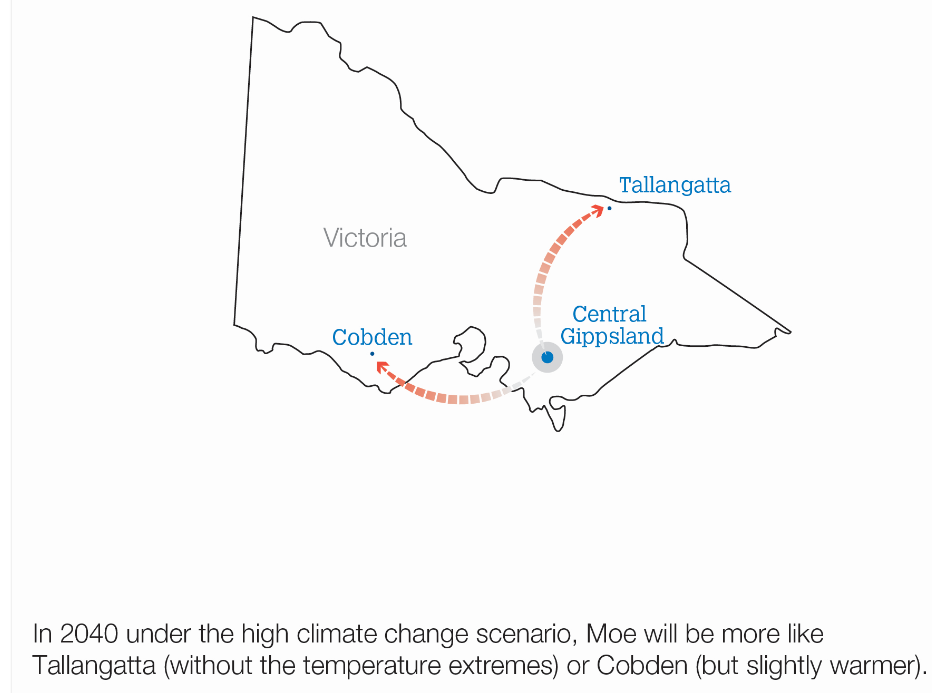 Tallangatta
Victoria
Central
Gippsland
Cobden
In 2040 under the high climate change scenario, Moe will be more like
Tallangatta (without the temperature extremes) or Cobden (but slightly warmer).